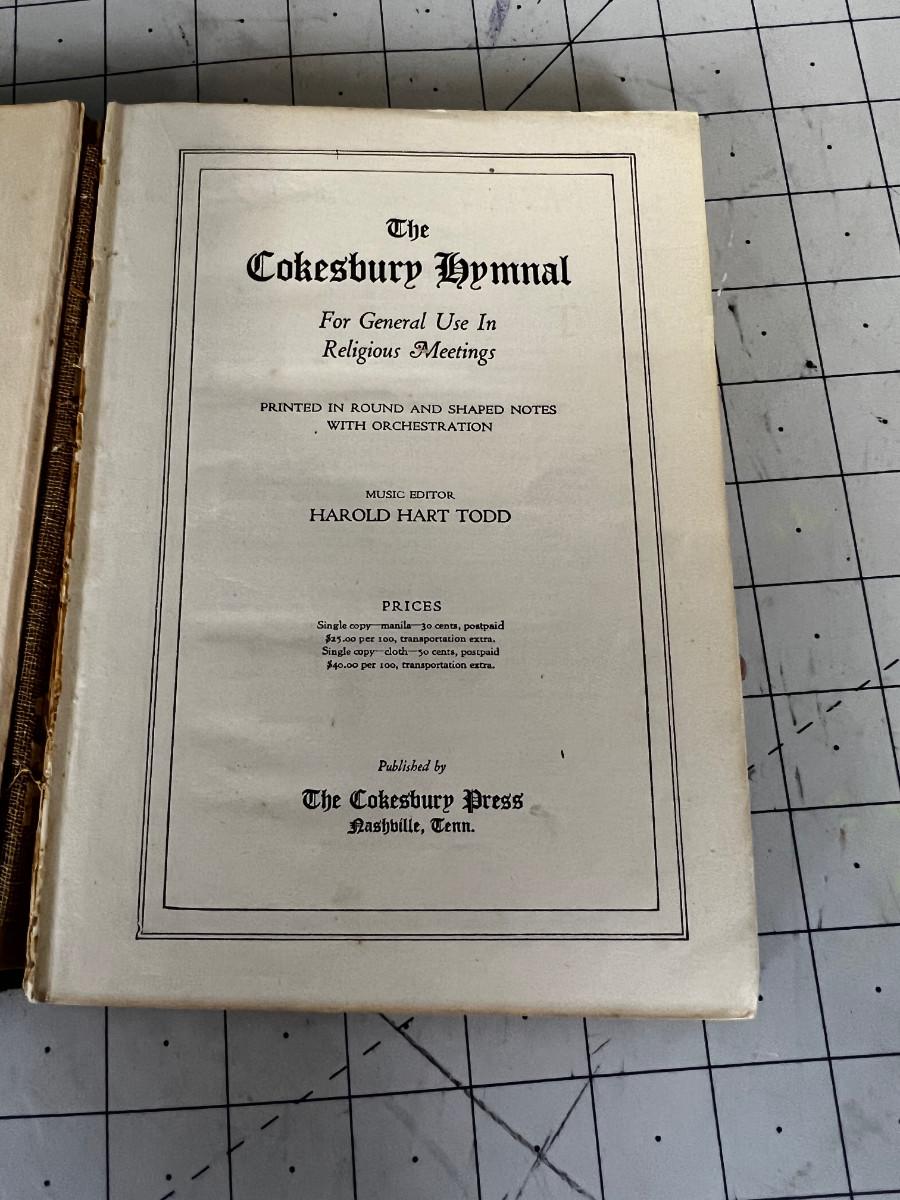 The
Cokesbury Hymnal
For General Use In
Religious Meetings
PRINTED IN ROUND AND SHAPED NOTES
WITH ORCHESTRATION
MUSIC EDITOR
HAROLD HART TODD
PRICES
Single copy—manila—30 cents, postpaid
$25.00 per 100, transportation extra.
Single copy—cloth—50 cents, postpaid
$40.00 per 100, transportation extra.
Published by
The Cokesbury Press
Nashville, Tenn.